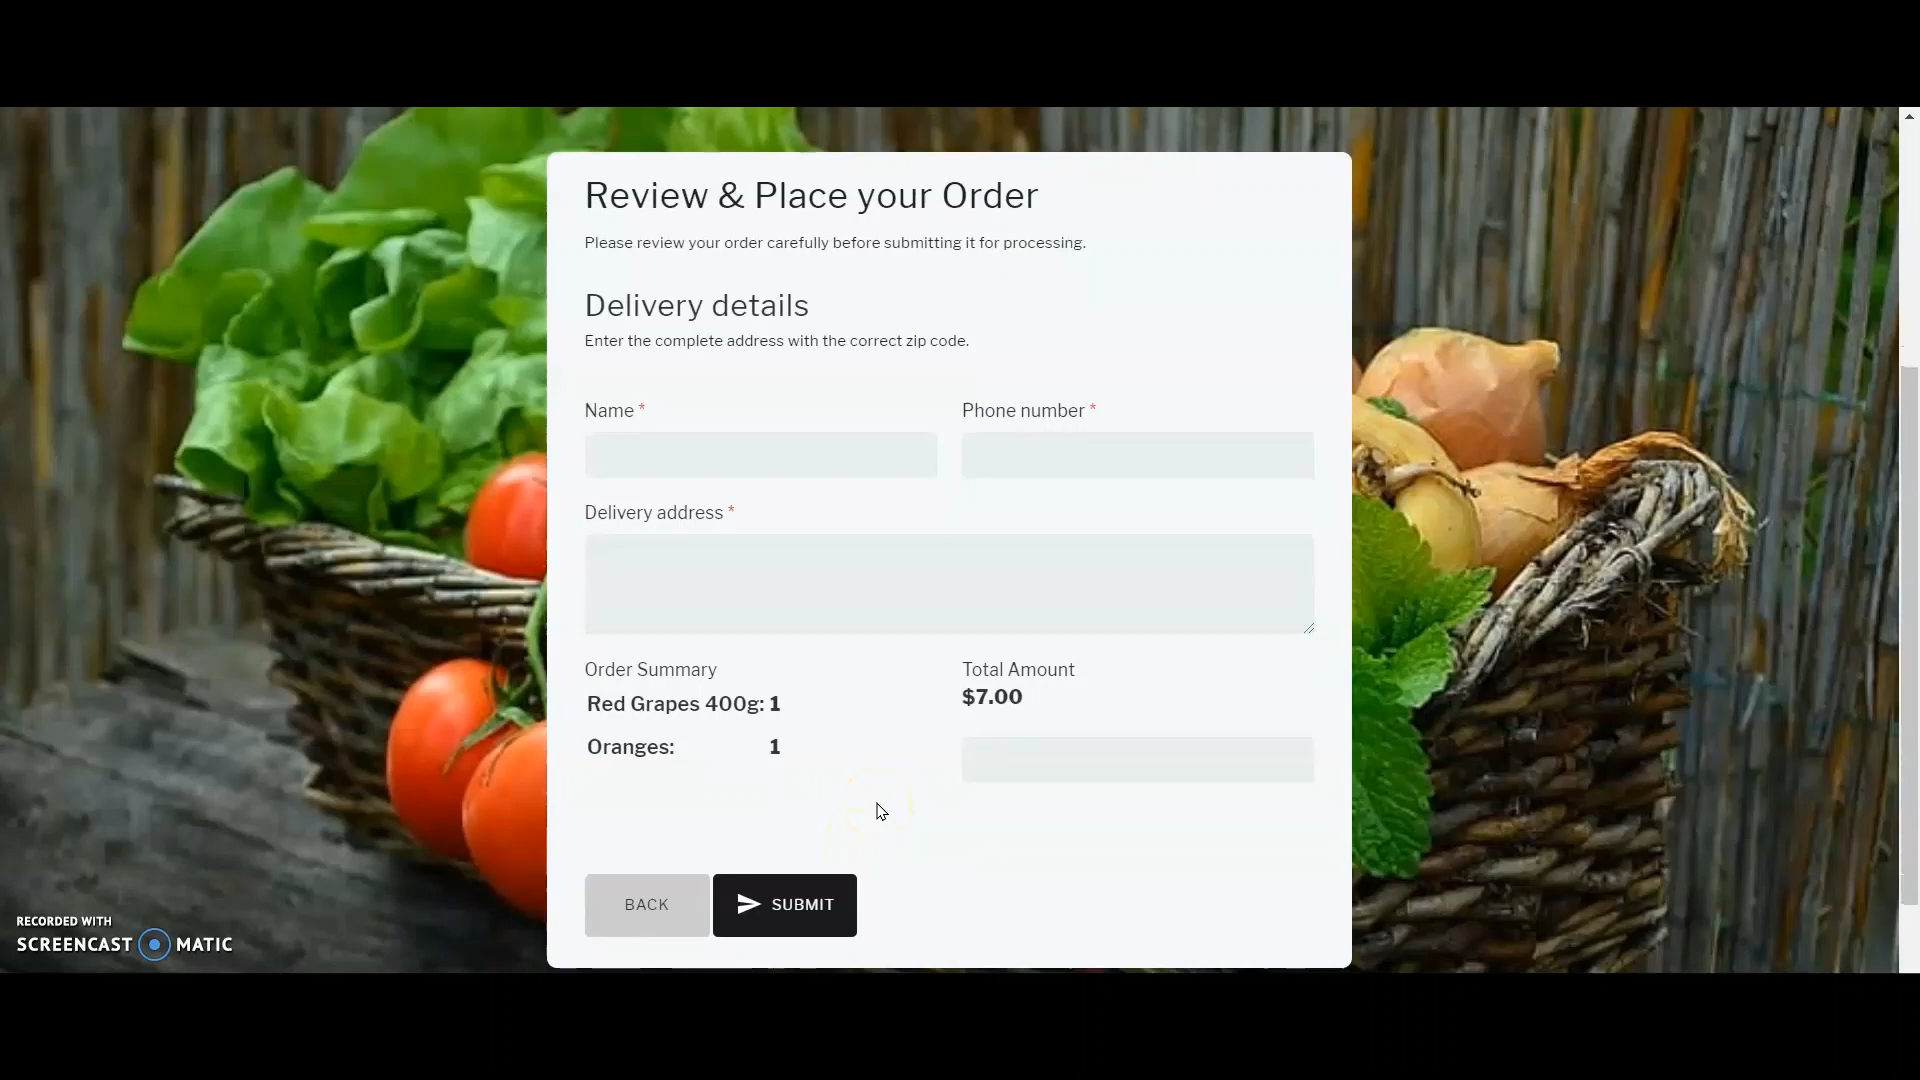 Review & Place your Order
Please review your order carefully before submitting it for processing.
Delivery details
Enter the complete address with the correct zip code.
Name *
Phone number *
Delivery address *
Order Summary
Total Amount
Red Grapes 400g: 1
$7.00
Oranges: 1
BACK
SUBMIT
RECORDED WITH
SCREENCAST MATIC